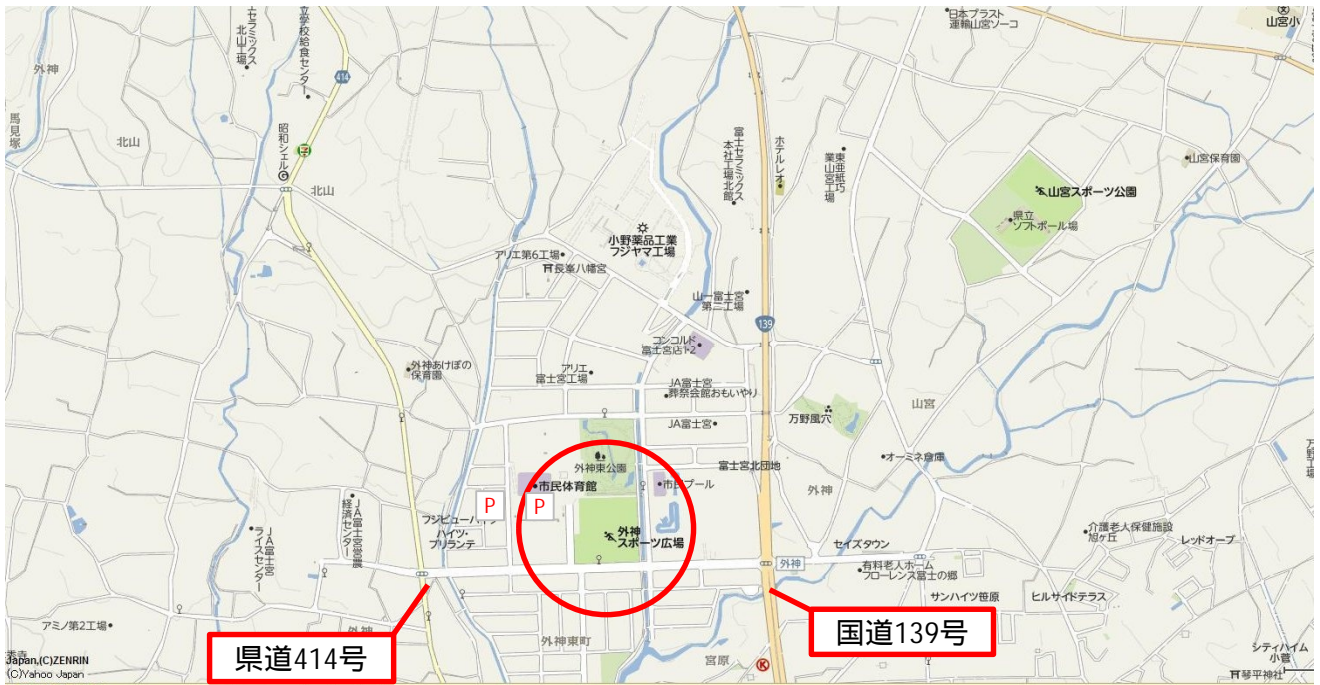 日本プラスト
運輸山宮ソーコ
山宮小
セラミックス
北山工場
立学校給食センター
外神
414
馬見塚
北山
昭和シェル
北山
富士セラミックス
本社工場北館
ホテルレオ
東亜紙巧
業山宮工場
山宮保育園
山宮スポーツ公園
県立
ソフトボール場
小野薬品工業
フジヤマ工場
アリエ第6工場
長峯八幡宮
山一富士宮
第二工場
139
コンコルド
富士宮店1・2
外神あけぼの
保育園
アリエ
富士宮工場
JA富士宮
葬祭会館おもいやり
JA富士宮
万野風穴
山宮
オーミネ倉庫
万野工場
外神東公園
富士宮北団地
市民体育館
市民プール
外神
P
P
フジビューハイツ
ハイツ・
ブリランテ
外神
スポーツ広場
JA富士宮営農
経済センター
JA富士宮
ライスセンター
セイズタウン
外神
有料老人ホーム
フローレンス富士の郷
介護老人保健施設
旭ヶ丘
レッドオーブ
サンハイツ笹原
ヒルサイドテラス
アミノ第2工場
外神
県道414号
外神東町
国道139号
宮原
K
シティハイム
小菅
琴平神社
Japan,(C)ZENRIN
(C)Yahoo Japan